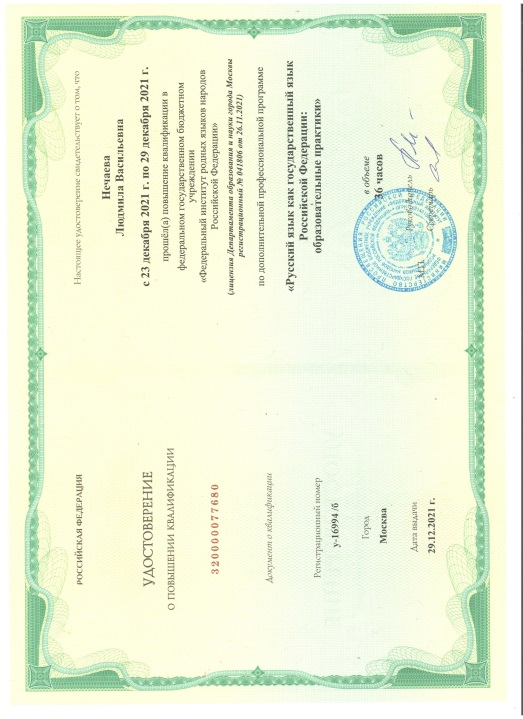 РОССИЙСКАЯ ФЕДЕРАЦИЯ
УДОСТОВЕРЕНИЕ
О ПОВЫШЕНИИ КВАЛИФИКАЦИИ
320000077680
Документ о квалификации
Регистрационный номер
у-16994 /б
Город
Москва
Дата выдачи
29.12.2021 г.
Настоящее удостоверение свидетельствует о том, что
Нечаева
Людмила Васильевна
с 23 декабря 2021 г. по 29 декабря 2021 г.
прошёл(а) повышение квалификации в
федеральном государственном бюджетном
учреждении
«Федеральный институт родных языков народов
Российской Федерации»
(лицензия Департамента образования и науки города Москвы
регистрационный № 041806 от 26.11.2021)
по дополнительной профессиональной программе
«Русский язык как государственный язык
Российской Федерации:
образовательные практики»
в объеме
36 часов
Руководитель
М.П.
Секретарь